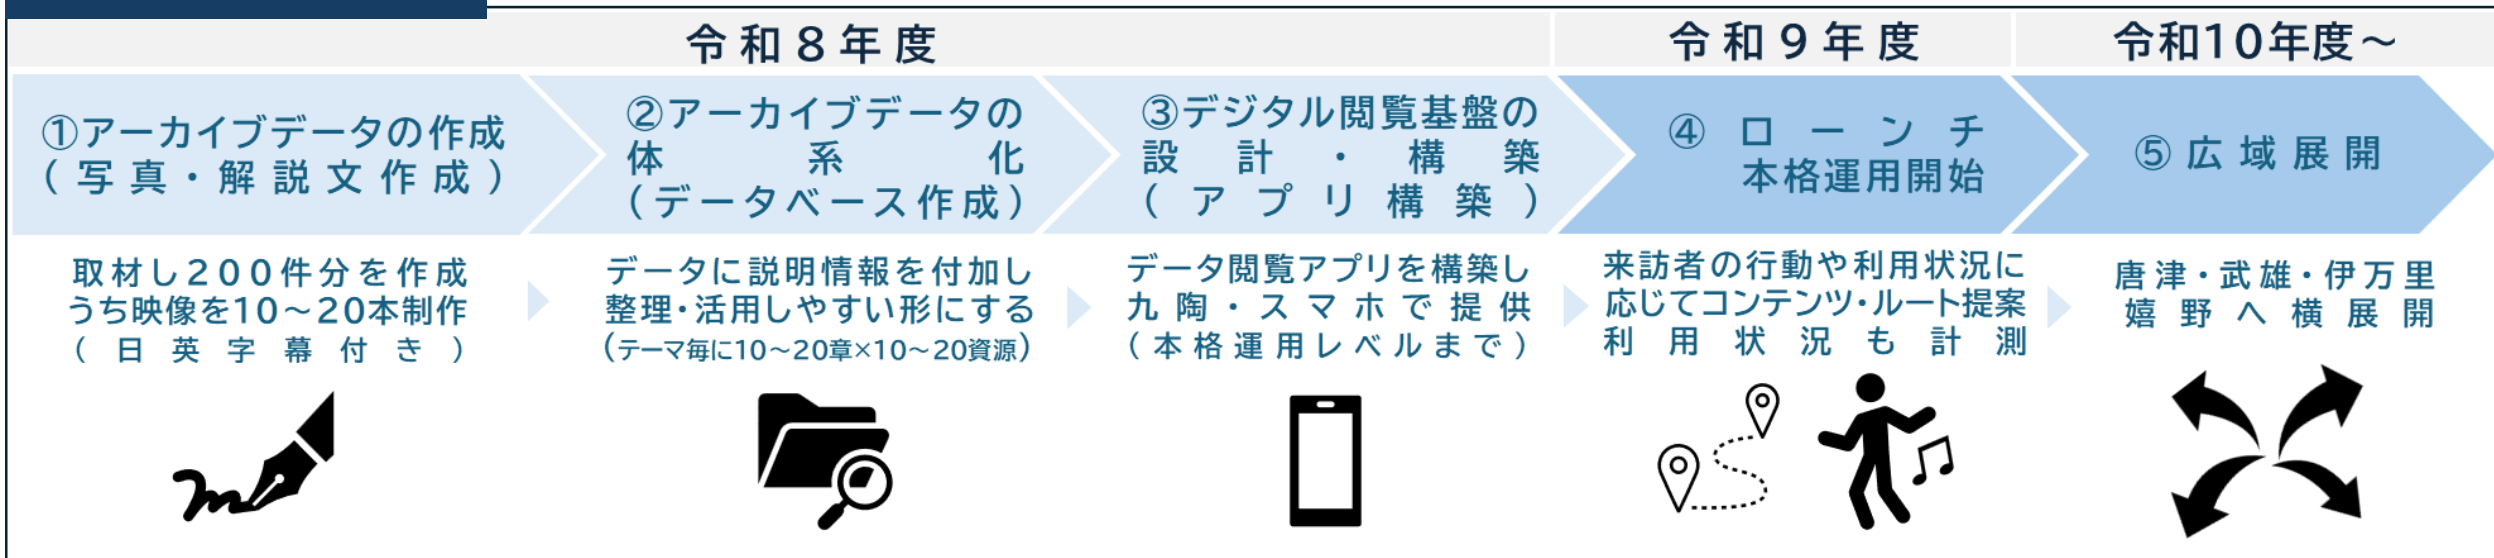 令和8年度
令和9年度
令和10年度～
①アーカイブデータの作成
(写真・解説文作成)
②アーカイブデータの
体系化
(データベース作成)
③デジタル閲覧基盤の
設計・構築
(アプリ構築)
④ローンチ
本格運用開始
⑤広域展開
取材し200件分を作成
うち映像を10～20本制作
(日英字幕付き)
データに説明情報を付加し
整理・活用しやすい形にする
(テーマ毎に10～20章×10～20資源)
データ閲覧アプリを構築し
九陶・スマホで提供
(本格運用レベルまで)
来訪者の行動や利用状況に
応じてコンテンツ・ルート提案
利用状況も計測
唐津・武雄・伊万里
嬉野へ横展開